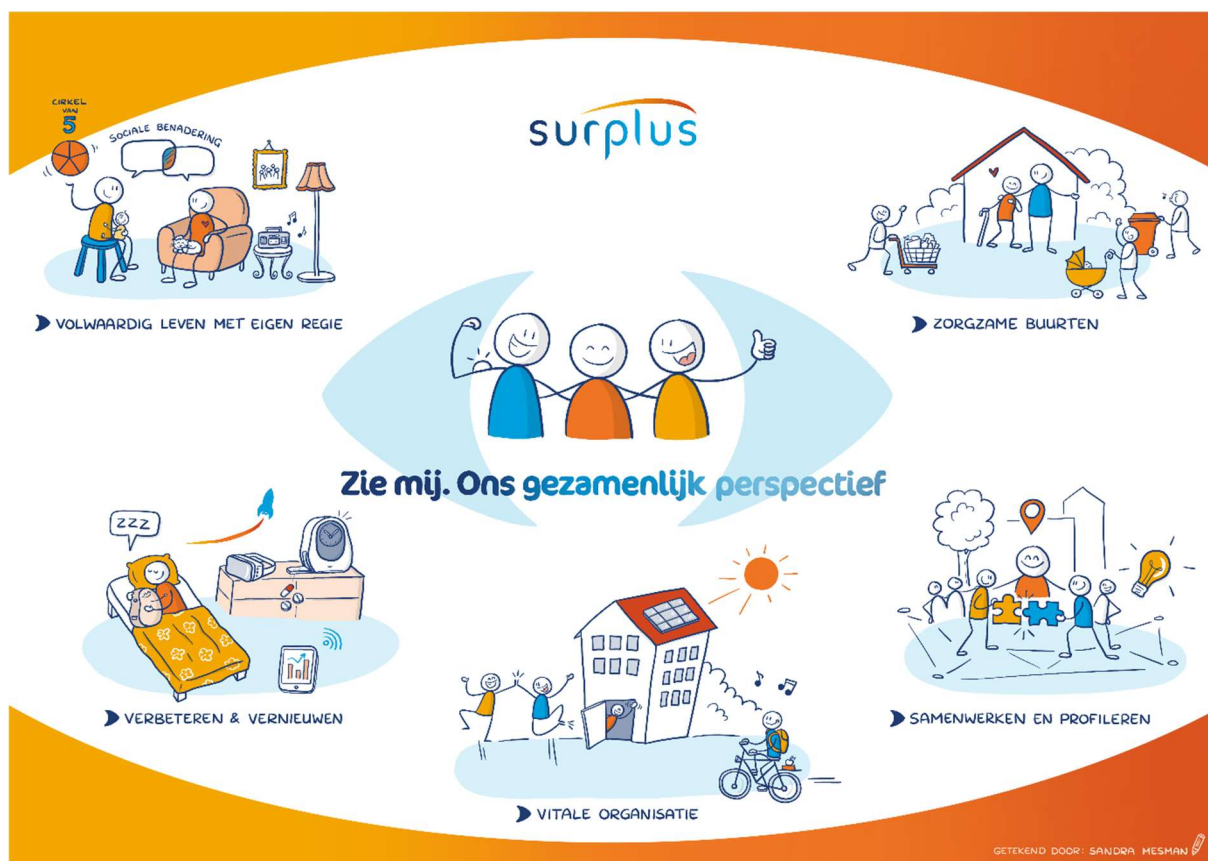 surplus
CIRKEL
VAN
5
SOCIALE BENADERING
VOLWAARDIG LEVEN MET EIGEN REGIE
ZORGZAME BUURTEN
Zie mij. Ons gezamenlijk perspectief
ZZZ
VERBETEREN & VERNIEUWEN
SAMENWERKEN EN PROFILEREN
VITALE ORGANISATIE
GETEKEND DOOR: SANDRA MESMAN